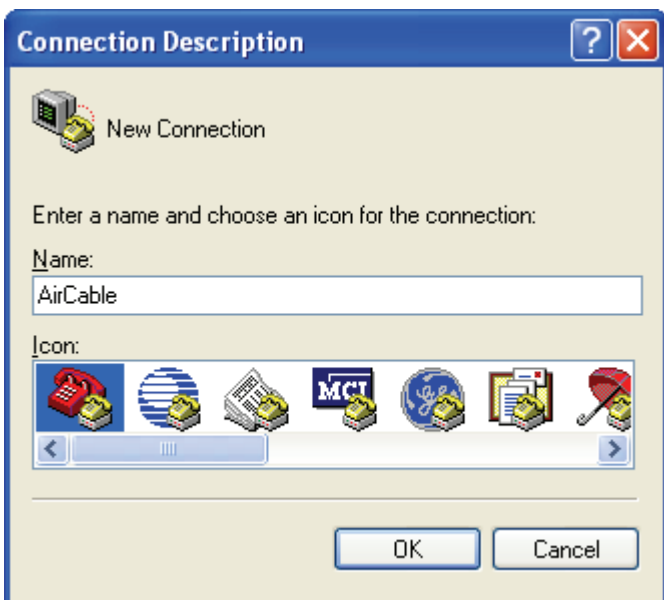 Connection Description
New Connection
Enter a name and choose an icon for the connection:
Name:
AirCable
Icon:
MCI
OK Cancel